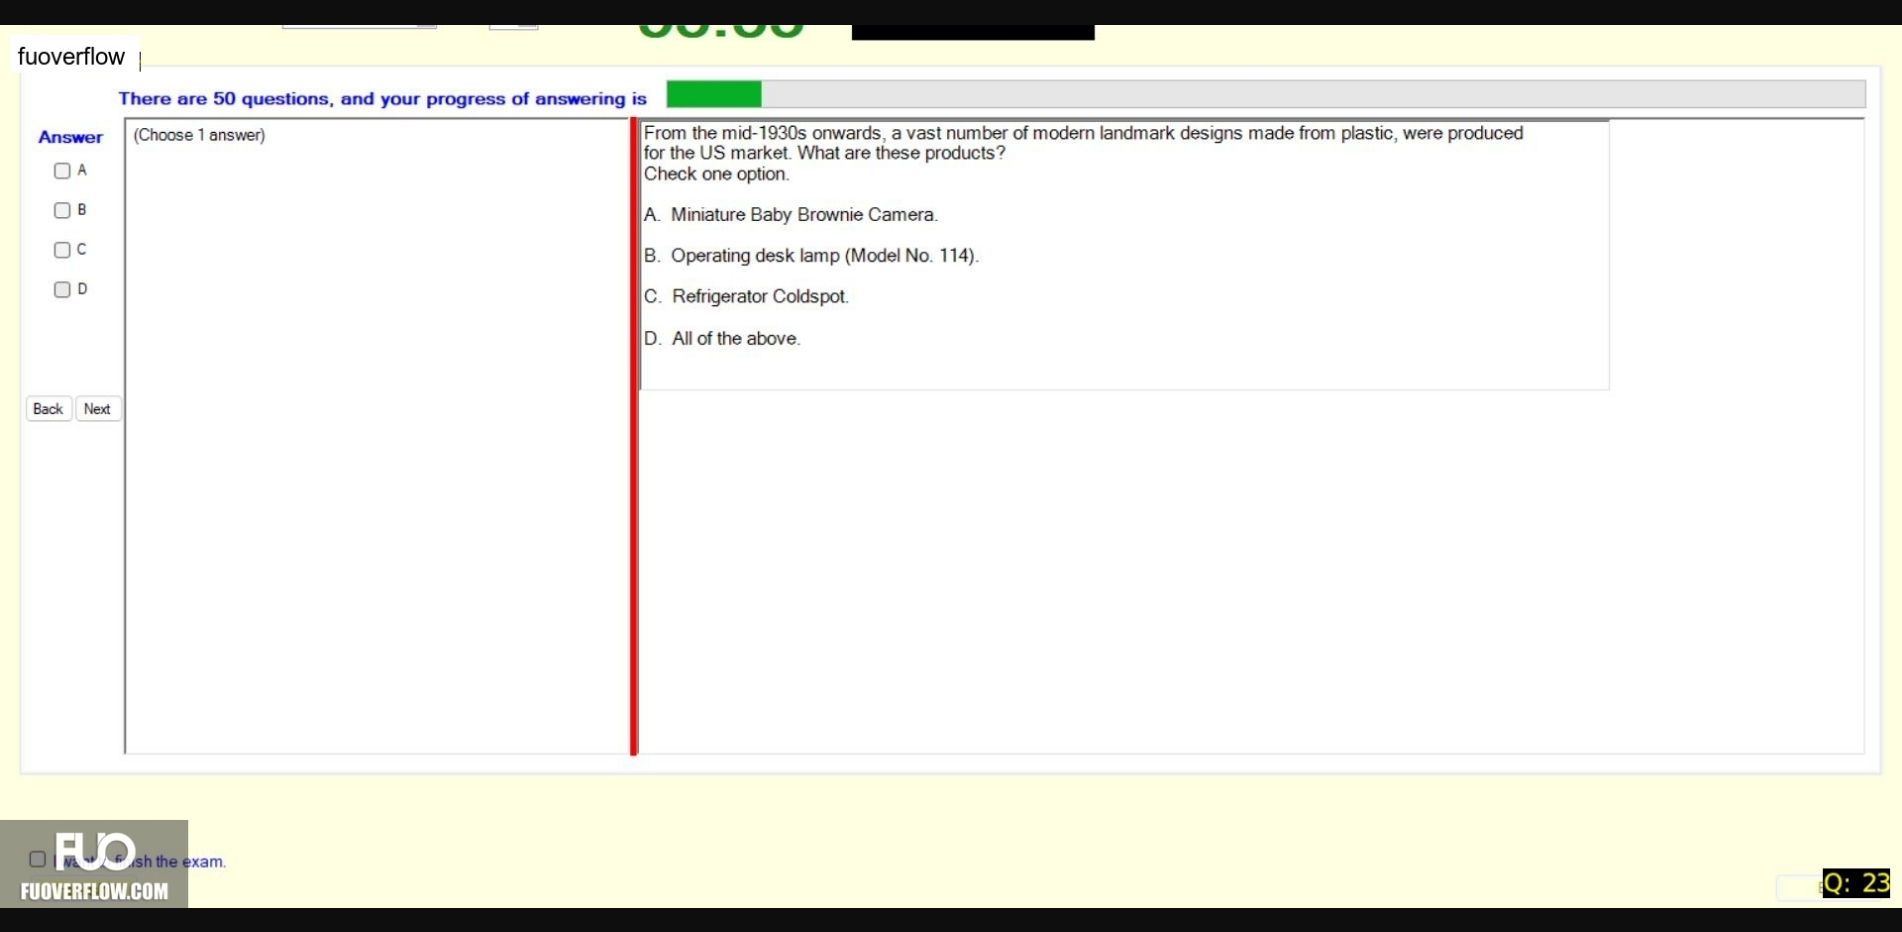 fuoverflow
There are 50 questions, and your progress of answering is
Answer
(Choose 1 answer)
A
B
C
D
Back Next
From the mid-1930s onwards, a vast number of modern landmark designs made from plastic, were produced
for the US market. What are these products?
Check one option.
A. Miniature Baby Brownie Camera.
B. Operating desk lamp (Model No. 114).
C. Refrigerator Coldspot.
D. All of the above.
FUO
finish the exam.
FUOVERFLOW.COM
Q: 23